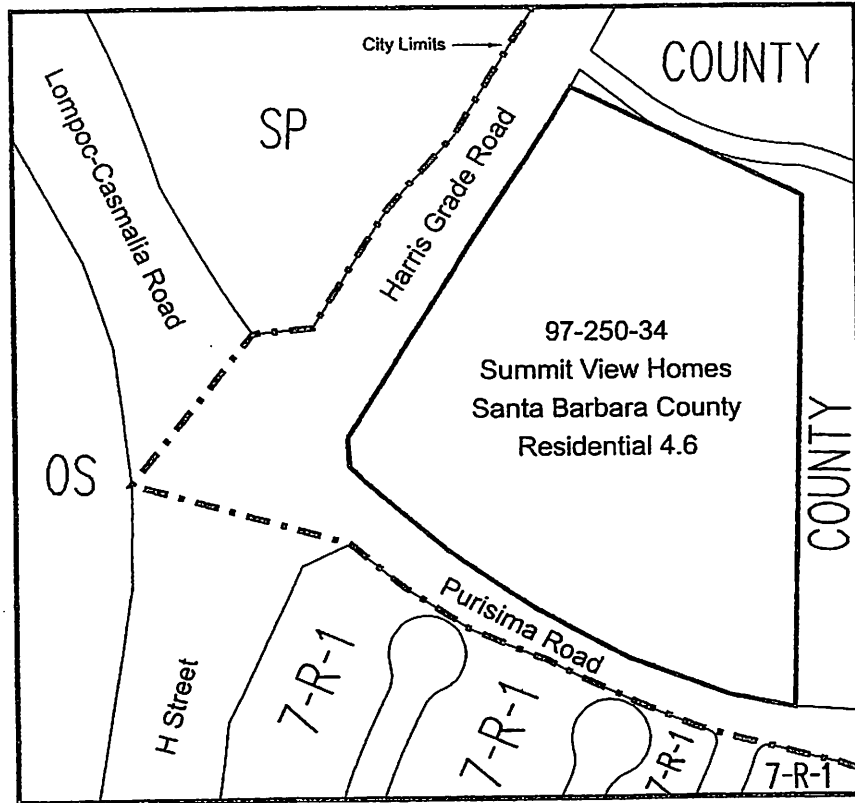 City Limits
COUNTY
Lompoc-Casmalia Road
SP
Harris Grade Road
97-250-34
Summit View Homes
Santa Barbara County
Residential 4.6
COUNTY
OS
Purisima Road
H Street
7-R-1
7-R-1
7-R-1
7-R-1